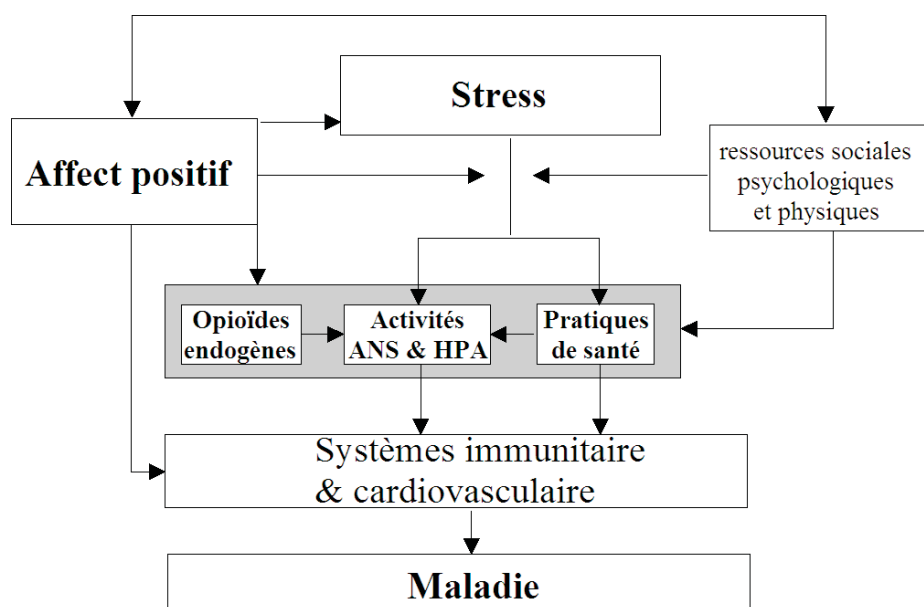 Stress
Affect positif
ressources sociales
psychologiques
et physiques
Opioïdes
endogènes
Activités
ANS & HPA
Pratiques
de santé
Systèmes immunitaire
& cardiovasculaire
Maladie